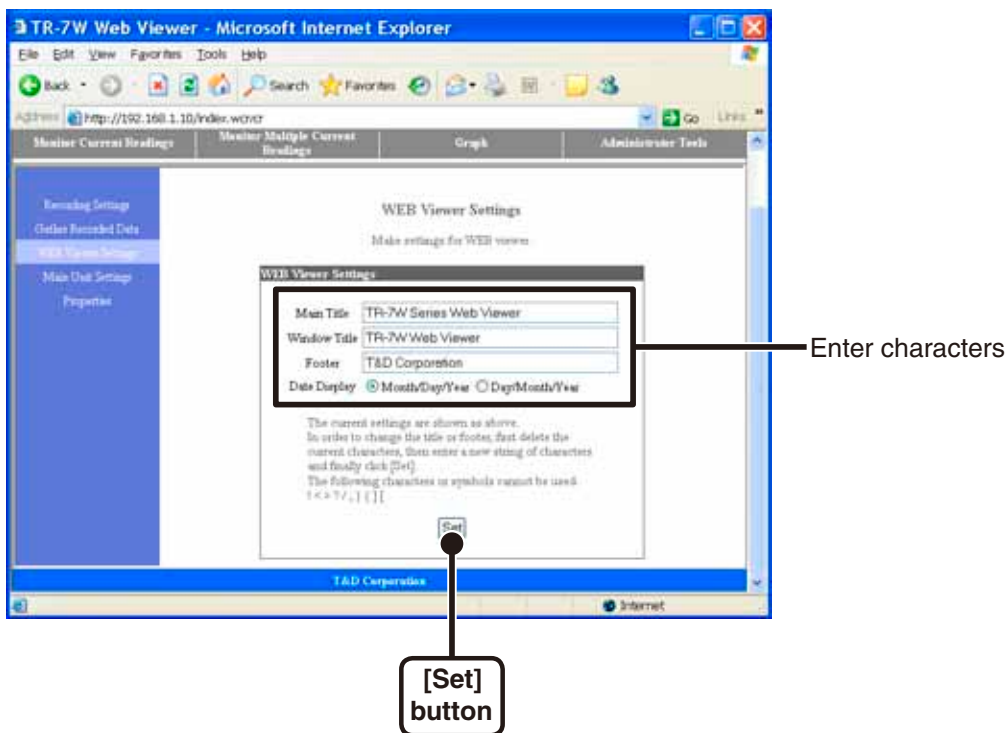 TR-7W Web Viewer - Microsoft Internet Explorer
File Edit View Favorites Tools Help
Back Search Favorites
Address http://192.168.1.10/index.wcvcr Go Links
Monitor Current Readings Monitor Multiple Current Readings Graph Administrator Tools
Recording Settings
Gather Recorded Data
WEB Viewer Settings
Main Unit Settings
Properties
WEB Viewer Settings
Make settings for WEB viewer
WEB Viewer Settings
Main Title TR-7W Series Web Viewer
Window Title TR-7W Web Viewer
Footer T&D Corporation
Date Display Month/Day/Year Day/Month/Year
Enter characters
The current settings are shown as above.
In order to change the title or footer, first delete the
current characters, then enter a new string of characters
and finally click [Set].
The following characters or symbols cannot be used
Set
T&D Corporation
Internet
[Set]
button